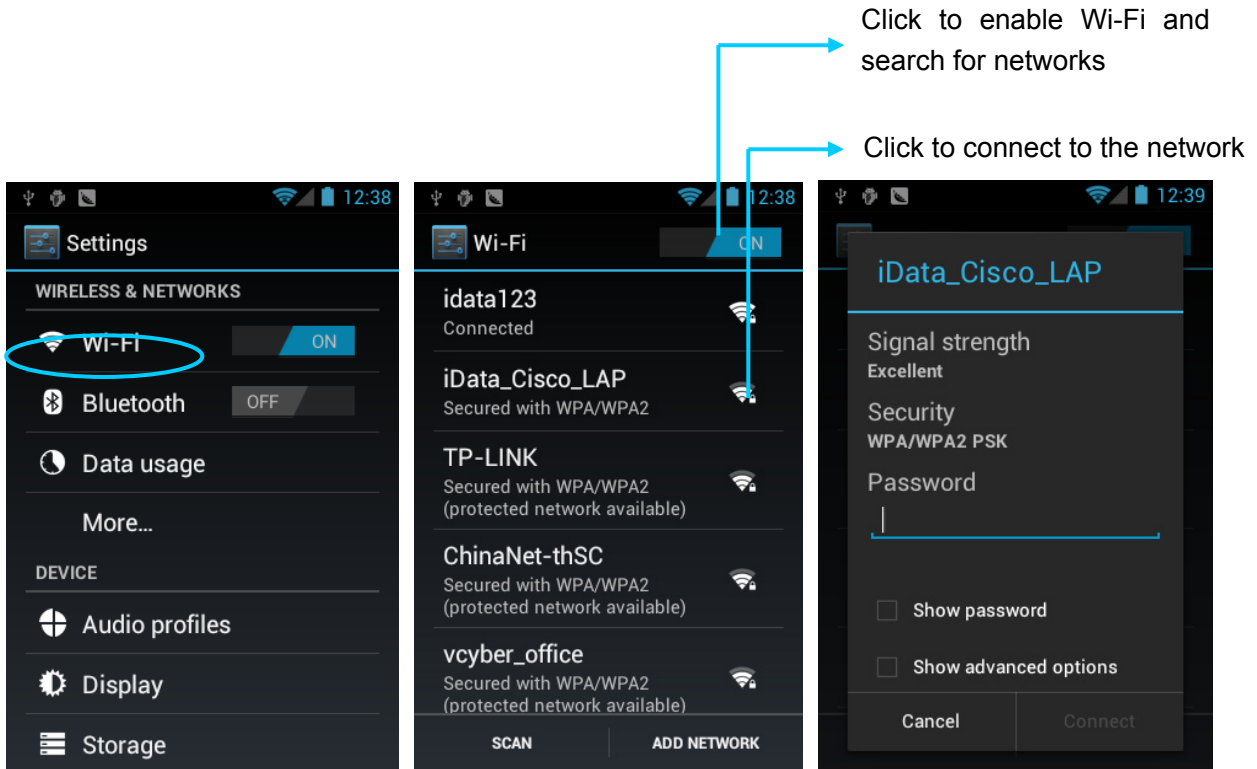 Click to enable Wi-Fi and
search for networks
Click to connect to the network
12:38
Settings
WIRELESS & NETWORKS
Wi-Fi ON
Bluetooth OFF
Data usage
More...
DEVICE
Audio profiles
Display
Storage
12:38
Wi-Fi ON
idata123
Connected
iData_Cisco_LAP
Secured with WPA/WPA2
TP-LINK
Secured with WPA/WPA2
(protected network available)
ChinaNet-thSC
Secured with WPA/WPA2
(protected network available)
vcyber_office
Secured with WPA/WPA2
(protected network available)
SCAN ADD NETWORK
12:39
iData_Cisco_LAP
Signal strength
Excellent
Security
WPA/WPA2 PSK
Password
Show password
Show advanced options
Cancel Connect